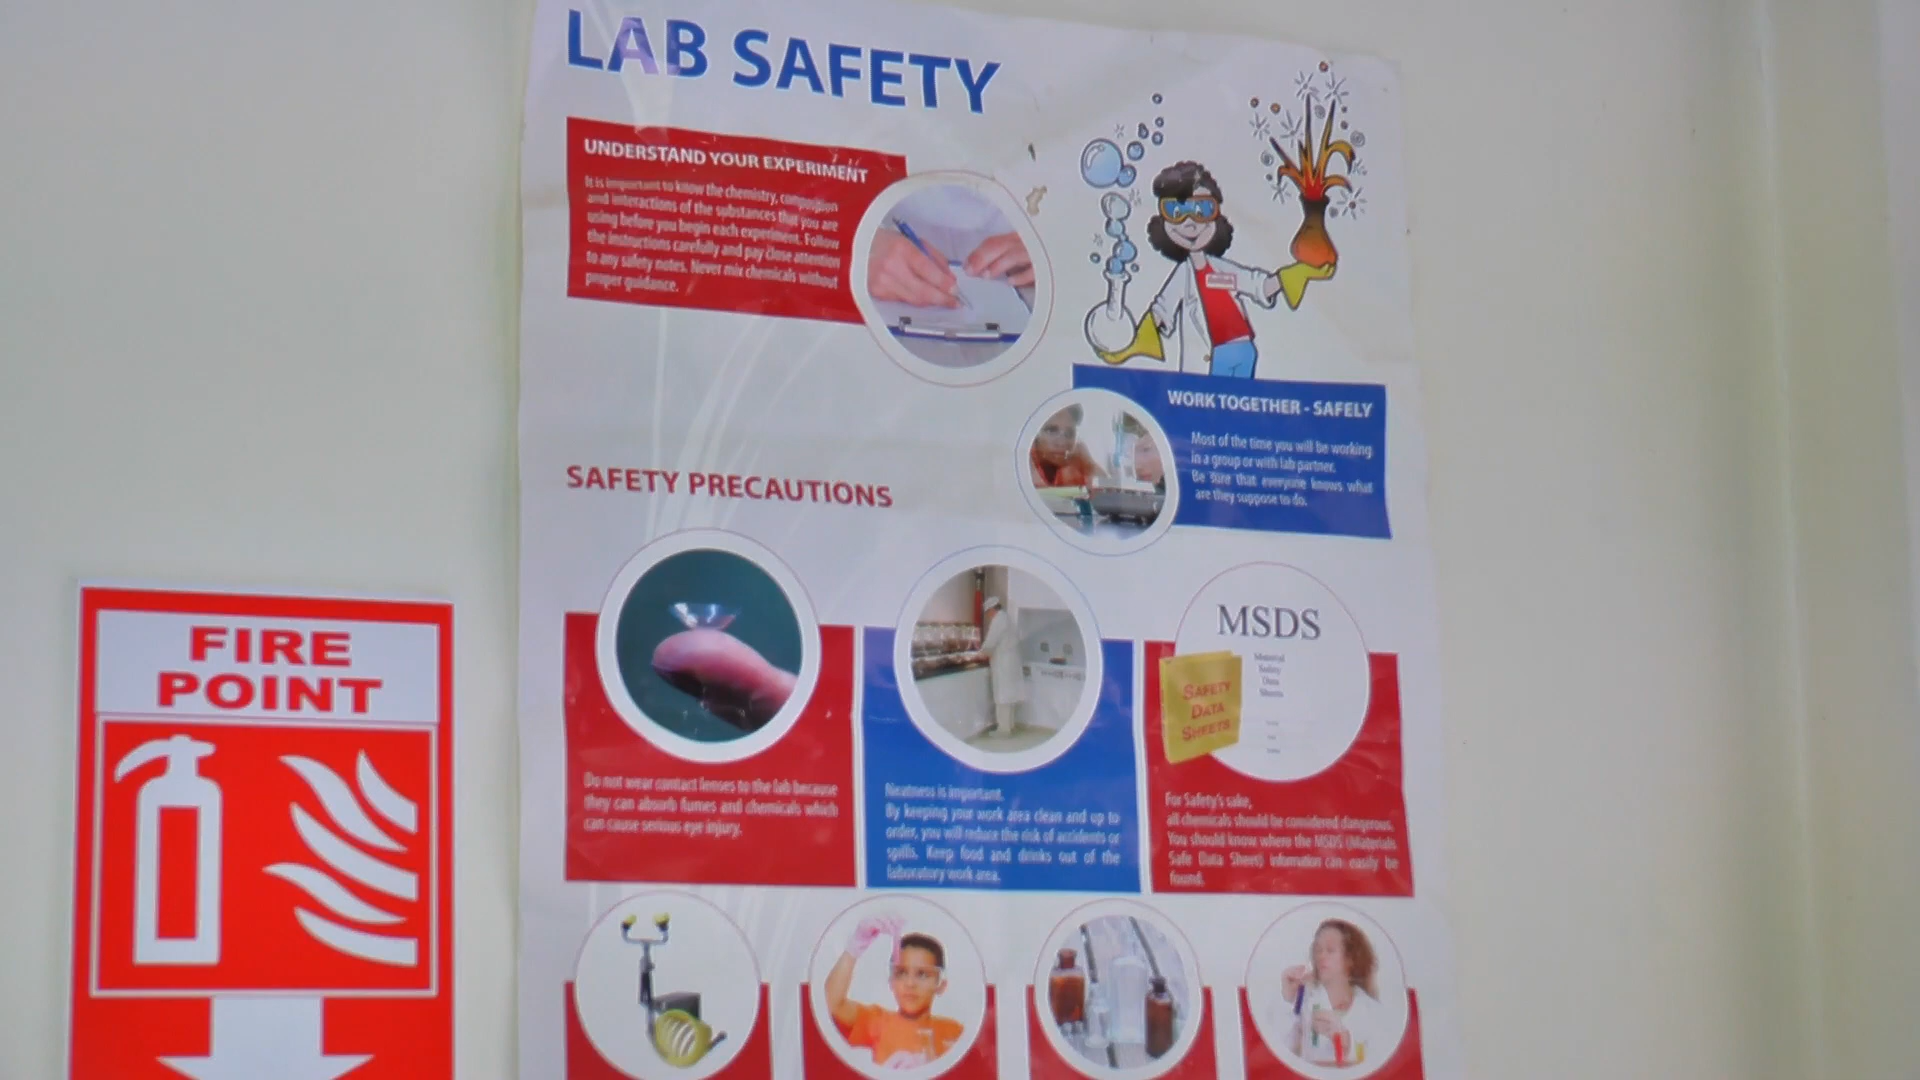 LAB SAFETY
UNDERSTAND YOUR EXPERIMENT
It is important to know the chemistry, composition
and interactions of the substances that you are
using before you begin each experiment. Follow
the instructions carefully and pay close attention
to any safety notes. Never mix chemicals without
proper guidance.
WORK TOGETHER - SAFELY
Most of the time you will be working
in a group or with lab partner.
Be sure that everyone knows what
are they suppose to do.
SAFETY PRECAUTIONS
Do not wear contact lenses to the lab because
they can absorb fumes and chemicals which
can cause serious eye injury.
Neatness is important.
By keeping your work area clean and up to
order, you will reduce the risk of accidents or
spills. Keep food and drinks out of the
laboratory work area.
MSDS
Material
Safety
Data
Sheets
SAFETY
DATA
SHEETS
For Safety's sake,
all chemicals should be considered dangerous.
You should know where the MSDS (Materials
Safe Data Sheet) information can easily be
found.
FIRE
POINT